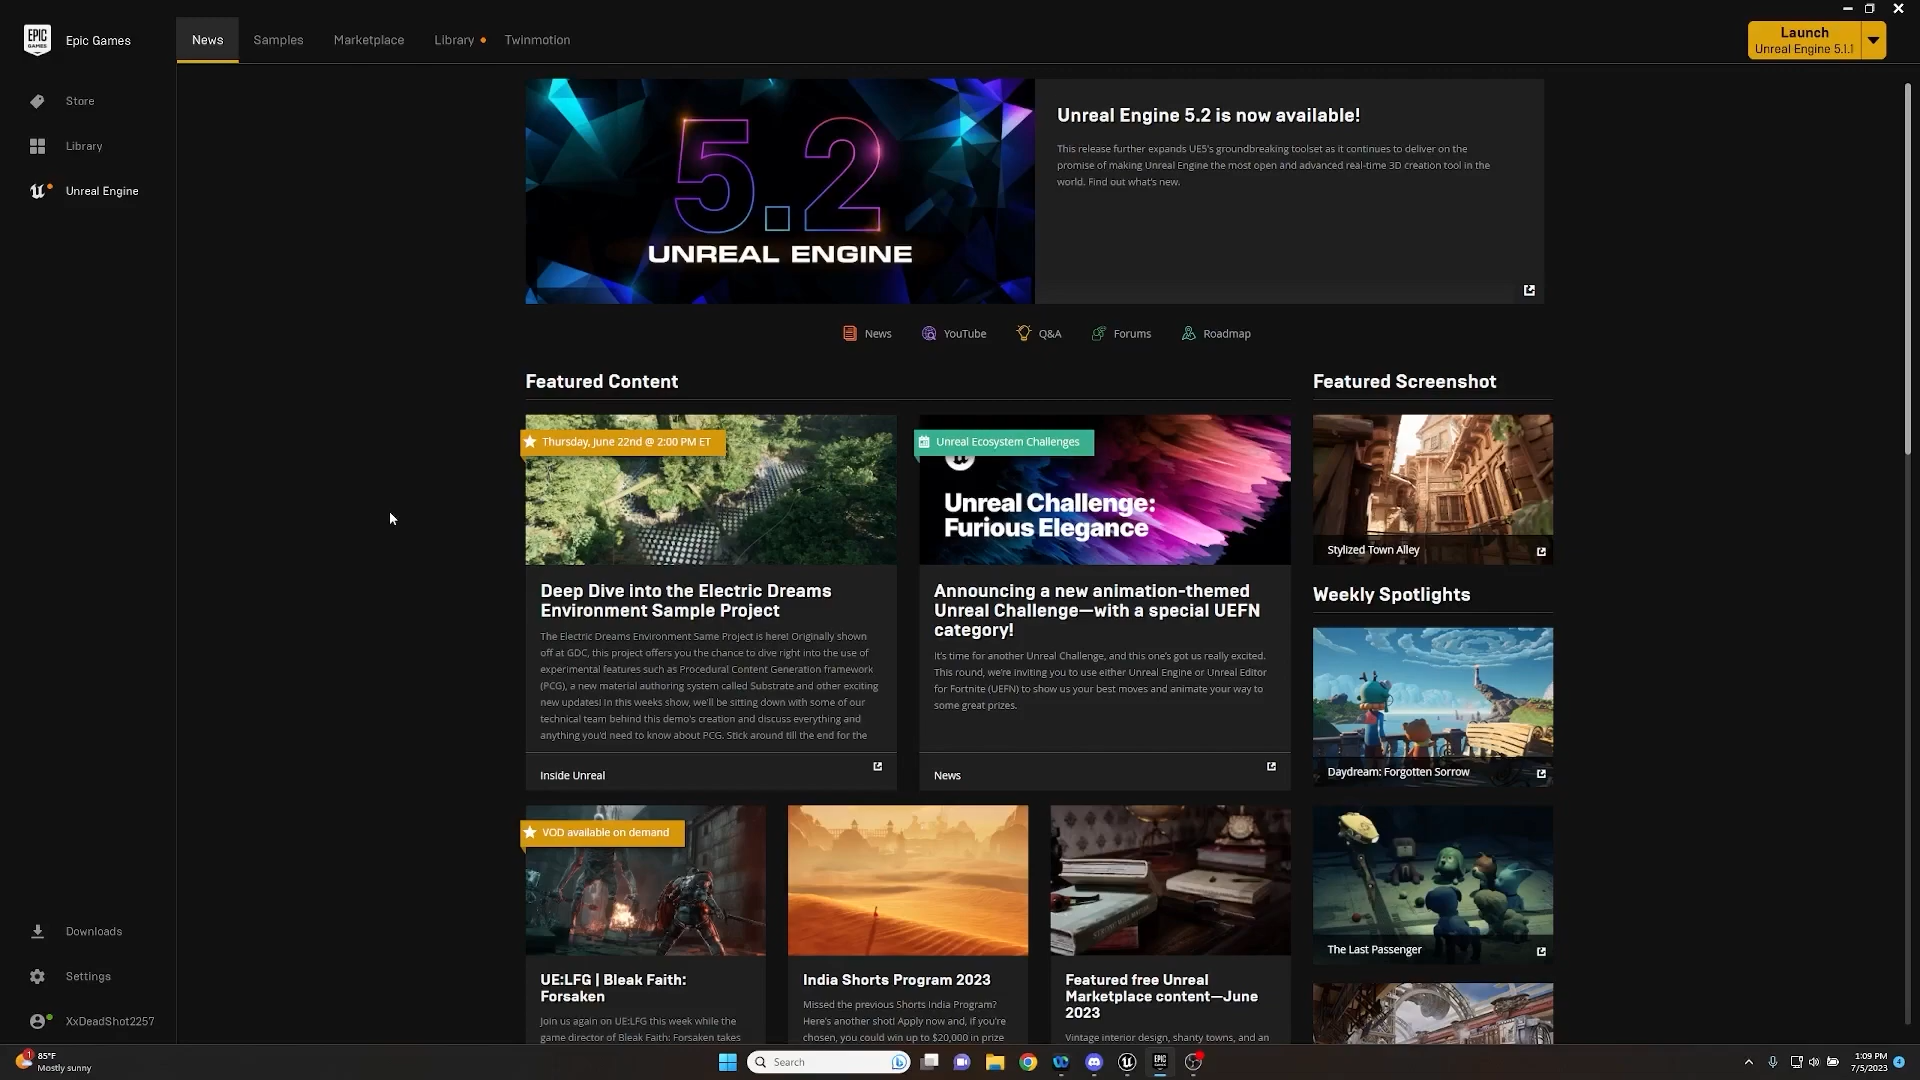 EPIC GAMES
Epic Games
News
Samples
Marketplace
Library
Twinmotion
Launch
Unreal Engine 5.1.1
Store
Library
Unreal Engine
5.2
UNREAL ENGINE
Unreal Engine 5.2 is now available!
This release further expands UE5's groundbreaking toolset as it continues to deliver on the
promise of making Unreal Engine the most open and advanced real-time 3D creation tool in the
world. Find out what's new.
News
YouTube
Q&A
Forums
Roadmap
Featured Content
Thursday, June 22nd @ 2:00 PM ET
Deep Dive into the Electric Dreams
Environment Sample Project
The Electric Dreams Environment Same Project is here! Originally shown
off at GDC, this project offers you the chance to dive right into the use of
experimental features such as Procedural Content Generation framework
(PCG), a new material authoring system called Substrate and other exciting
new updates! In this weeks show, we'll be sitting down with some of our
technical team behind this demo's creation and discuss everything and
anything you'd need to know about PCG. Stick around till the end for the
Inside Unreal
Unreal Ecosystem Challenges
Unreal Challenge:
Furious Elegance
Announcing a new animation-themed
Unreal Challenge—with a special UEFN
category!
It's time for another Unreal Challenge, and this one's got us really excited.
This round, we're inviting you to use either Unreal Engine or Unreal Editor
for Fortnite (UEFN) to show us your best moves and animate your way to
some great prizes.
News
Featured Screenshot
Stylized Town Alley
Weekly Spotlights
Daydream: Forgotten Sorrow
The Last Passenger
VOD available on demand
UE:LFG | Bleak Faith:
Forsaken
Join us again on UE:LFG this week while the
game director of Bleak Faith: Forsaken takes
India Shorts Program 2023
Missed the previous Shorts India Program?
Here's another shot! Apply now and, if you're
chosen, you could win up to $20,000 in prize
Featured free Unreal
Marketplace content—June
2023
Vintage interior design, shanty towns, and an
Downloads
Settings
XxDeadShot2257
1
85°F
Mostly sunny
Search
EPIC GAMES
1:09 PM
7/5/2023
4